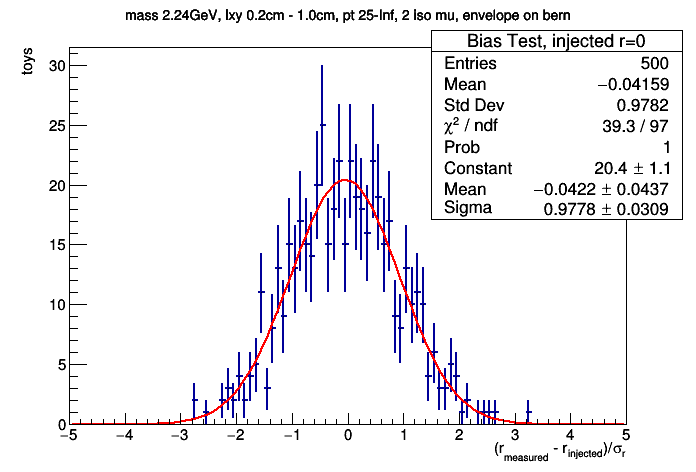 mass 2.24GeV, lxy 0.2cm - 1.0cm, pt 25-Inf, 2 iso mu, envelope on bern
Bias Test, injected r=0
Entries 500
Mean −0.04159
Std Dev 0.9782
χ² / ndf 39.3 / 97
Prob 1
Constant 20.4 ± 1.1
Mean −0.0422 ± 0.0437
Sigma 0.9778 ± 0.0309
toys
30
25
20
15
10
5
0
−5 −4 −3 −2 −1 0 1 2 3 4 5
(r_measured - r_injected)/σ_r